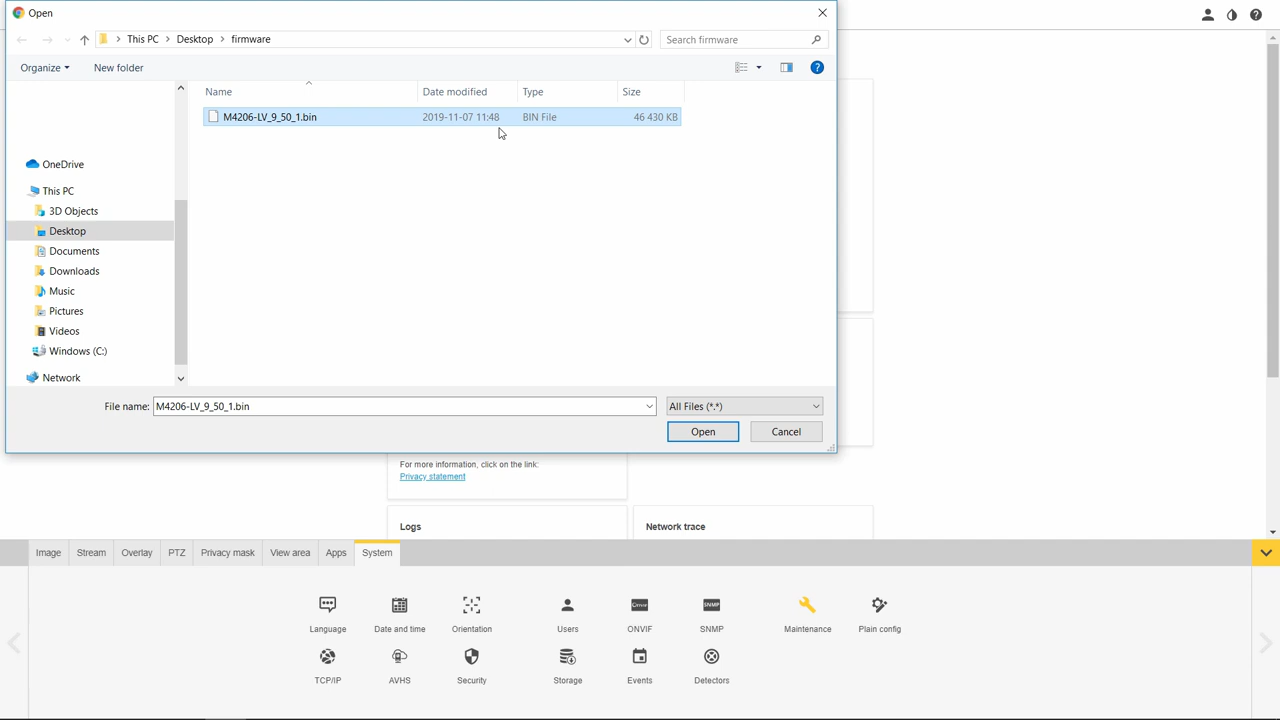 Open
This PC > Desktop > firmware
Search firmware
Organize
New folder
Name
Date modified
Type
Size
M4206-LV_9_50_1.bin
2019-11-07 11:48
BIN File
46 430 KB
OneDrive
This PC
3D Objects
Desktop
Documents
Downloads
Music
Pictures
Videos
Windows (C:)
Network
File name:
M4206-LV_9_50_1.bin
All Files (*.*)
Open
Cancel
For more information, click on the link:
Privacy statement
Logs
Network trace
Image
Stream
Overlay
PTZ
Privacy mask
View area
Apps
System
Language
Date and time
Orientation
Users
ONVIF
SNMP
Maintenance
Plain config
TCP/IP
AVHS
Security
Storage
Events
Detectors